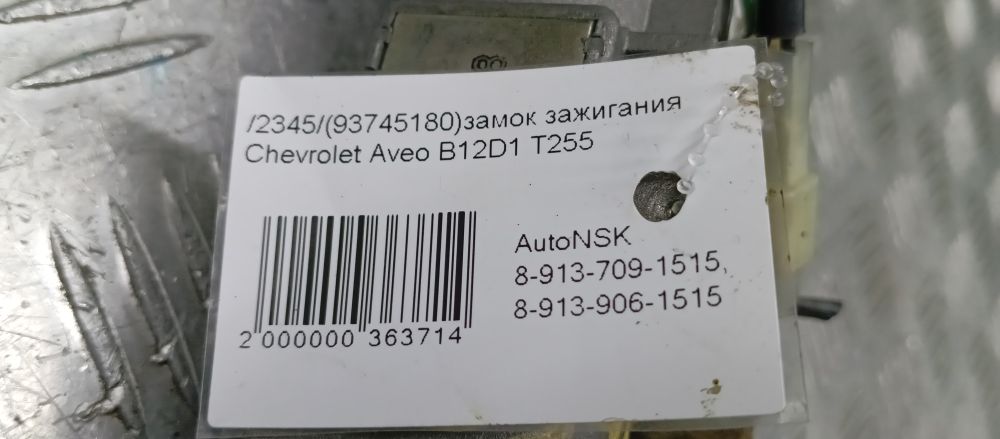 /2345/(93745180)замок зажигания
Chevrolet Aveo B12D1 T255
AutoNSK
8-913-709-1515,
8-913-906-1515
2 000000 363714